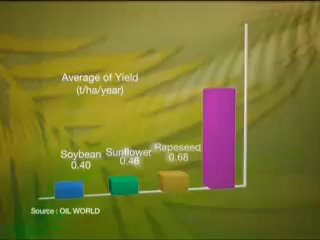 Average of Yield
(t/ha/year)
Soybean
0.40
Sunflower
0.46
Rapeseed
0.68
Source : OIL WORLD